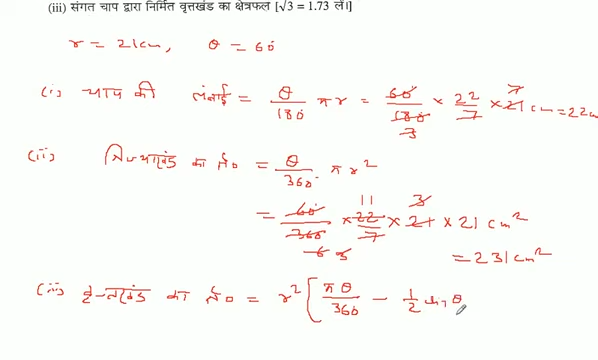 (iii) संगत चाप द्वारा निर्मित वृत्तखंड का क्षेत्रफल [√3 = 1.73 लें।]
r = 21cm, θ = 60°
(i) चाप की लंबाई = θ/180° πr = 60°/180° × 22/7 × 21 cm = 22cm
(ii) त्रिज्यखंड का क्षे० = θ/360° πr²
= 60°/360° × 22/7 × 21 × 21 cm²
= 231cm²
(iii) वृत्तखंड का क्षे० = r² [ πθ/360° − 1/2 sin θ